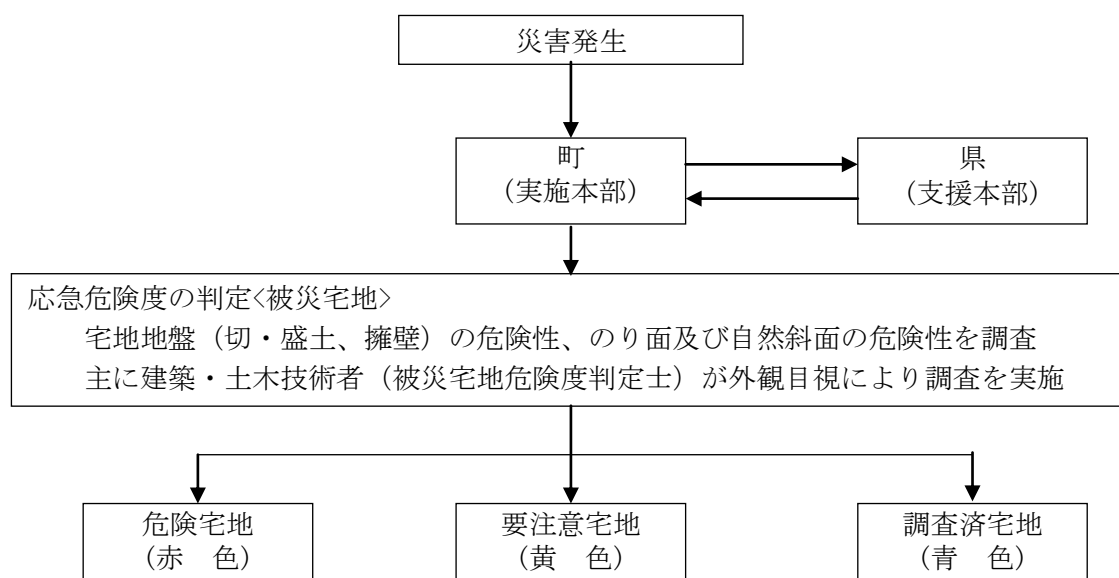 災害発生
町
(実施本部)
県
(支援本部)
応急危険度の判定<被災宅地>
宅地地盤（切・盛土、擁壁）の危険性、のり面及び自然斜面の危険性を調査
主に建築・土木技術者（被災宅地危険度判定士）が外観目視により調査を実施
危険宅地
(赤　色)
要注意宅地
(黄　色)
調査済宅地
(青　色)